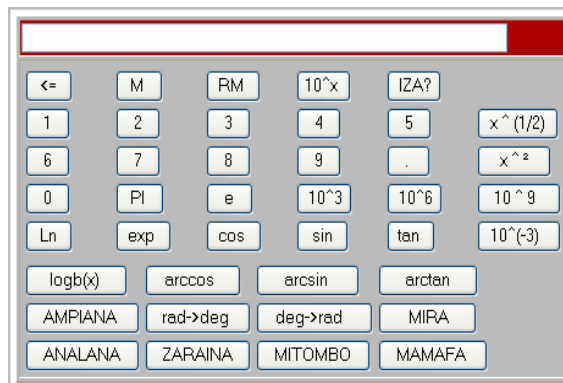 <= M RM 10^x IZA?
1 2 3 4 5 x^(1/2)
6 7 8 9 . x^²
0 PI e 10^3 10^6 10^9
Ln exp cos sin tan 10^(-3)
logb(x) arccos arcsin arctan
AMPIANA rad->deg deg->rad MIRA
ANALANA ZARAINA MITOMBO MAMAFA